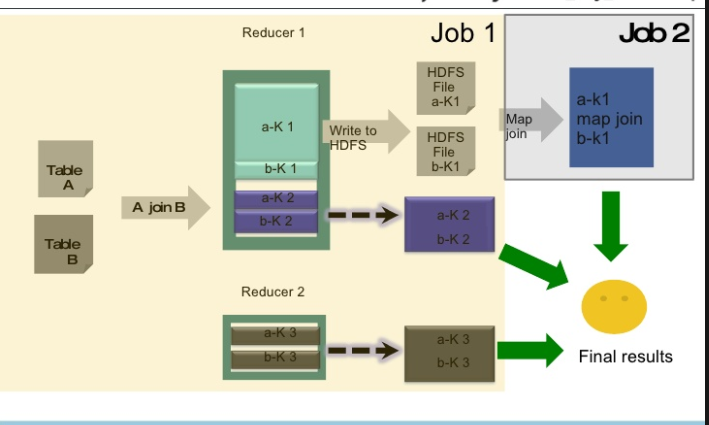 Reducer 1
Job 1
Job 2
HDFS
File
a-K1
a-k1
map join
b-k1
a-K 1
Write to
HDFS
Map
join
HDFS
File
b-K1
Table
A
b-K 1
A join B
a-K 2
b-K 2
a-K 2
b-K 2
Table
B
Reducer 2
a-K 3
b-K 3
a-K 3
b-K 3
Final results